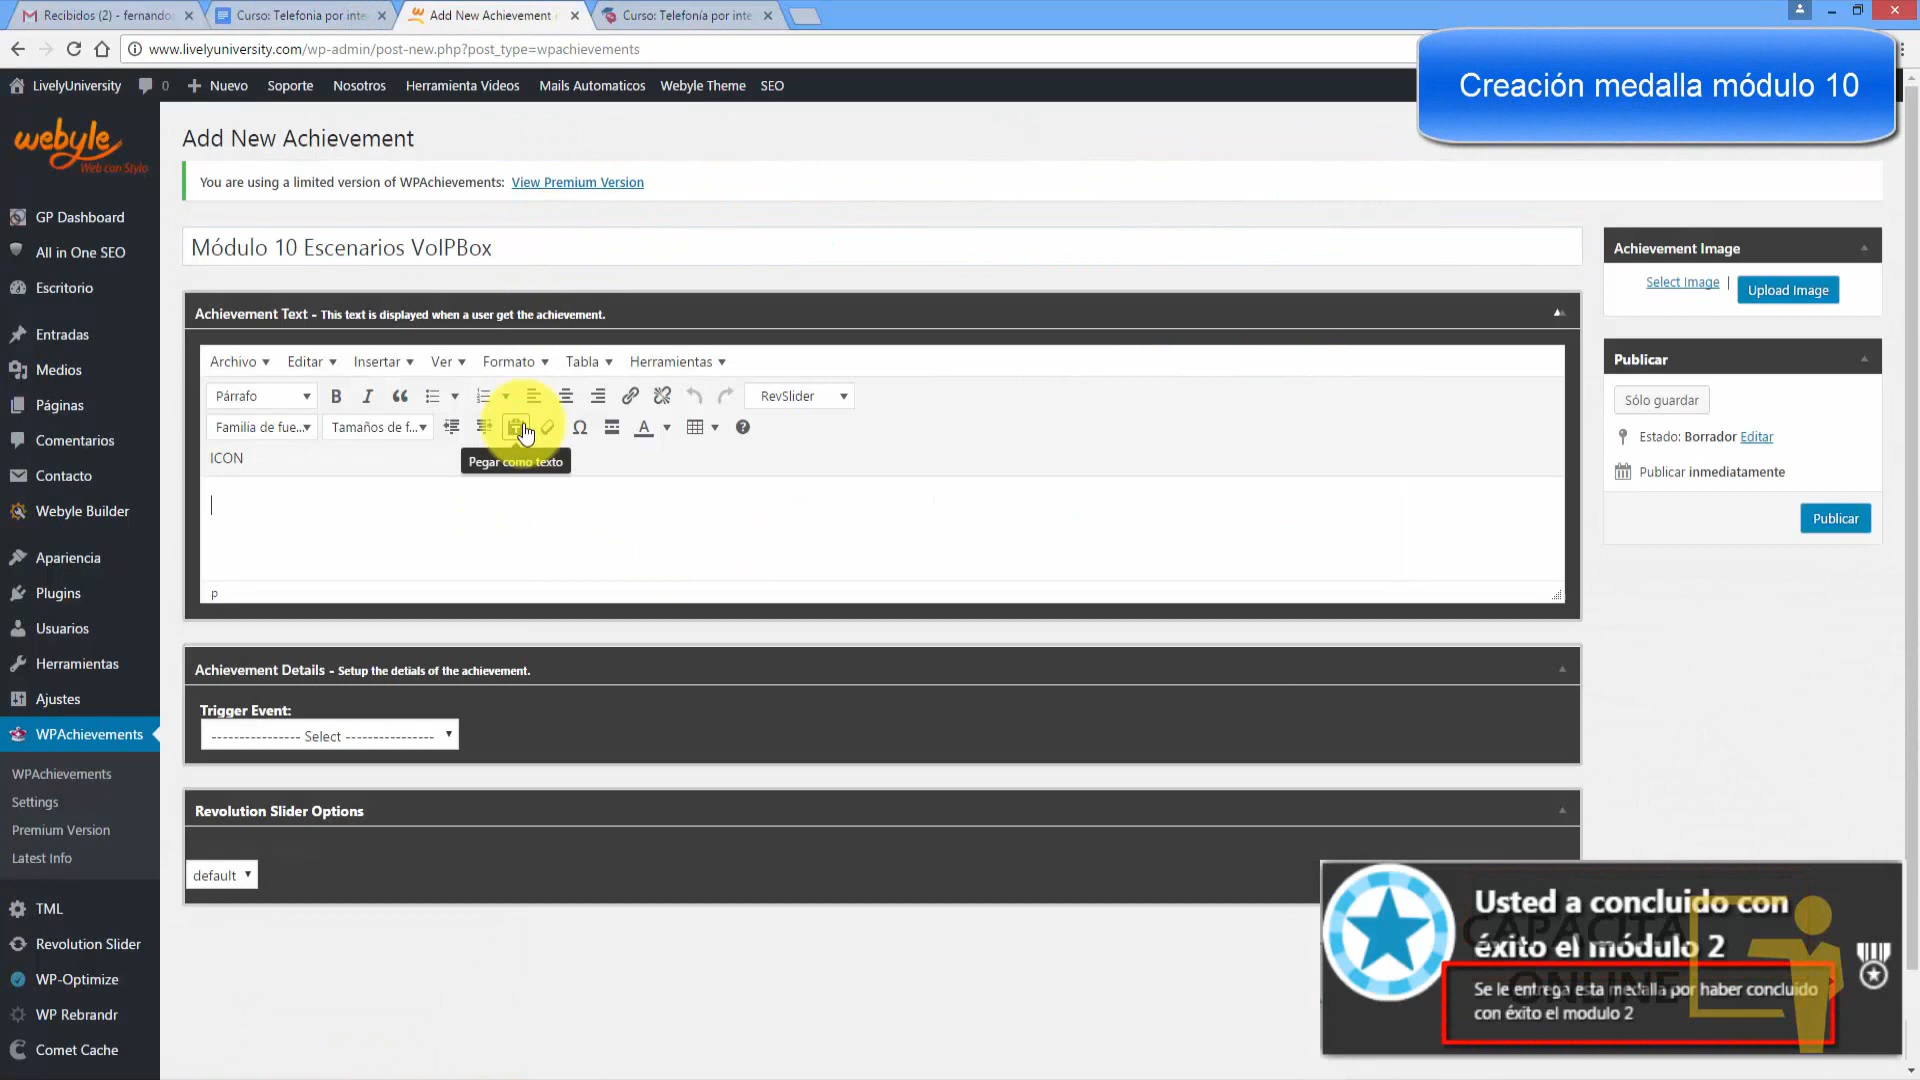 Recibidos (2) - fernando
Curso: Telefonia por inte
Add New Achievement
Curso: Telefonía por inte
www.livelyuniversity.com/wp-admin/post-new.php?post_type=wpachievements
Creación medalla módulo 10
LivelyUniversity
0
Nuevo
Soporte
Nosotros
Herramienta Videos
Mails Automaticos
Webyle Theme
SEO
webyle
Web con Stylo
GP Dashboard
All in One SEO
Escritorio
Entradas
Medios
Páginas
Comentarios
Contacto
Webyle Builder
Apariencia
Plugins
Usuarios
Herramientas
Ajustes
WPAchievements
WPAchievements
Settings
Premium Version
Latest Info
TML
Revolution Slider
WP-Optimize
WP Rebrandr
Comet Cache
Add New Achievement
You are using a limited version of WPAchievements: View Premium Version
Módulo 10 Escenarios VoIPBox
Achievement Text - This text is displayed when a user get the achievement.
Archivo
Editar
Insertar
Ver
Formato
Tabla
Herramientas
Párrafo
RevSlider
Familia de fue...
Tamaños de f...
ICON
Pegar como texto
p
Achievement Details - Setup the detials of the achievement.
Trigger Event:
---------------- Select ----------------
Revolution Slider Options
default
Achievement Image
Select Image | Upload Image
Publicar
Sólo guardar
Estado: Borrador Editar
Publicar inmediatamente
Publicar
Usted a concluido con
éxito el módulo 2
Se le entrega esta medalla por haber concluido
con éxito el modulo 2
CAPACITA
ONLINE